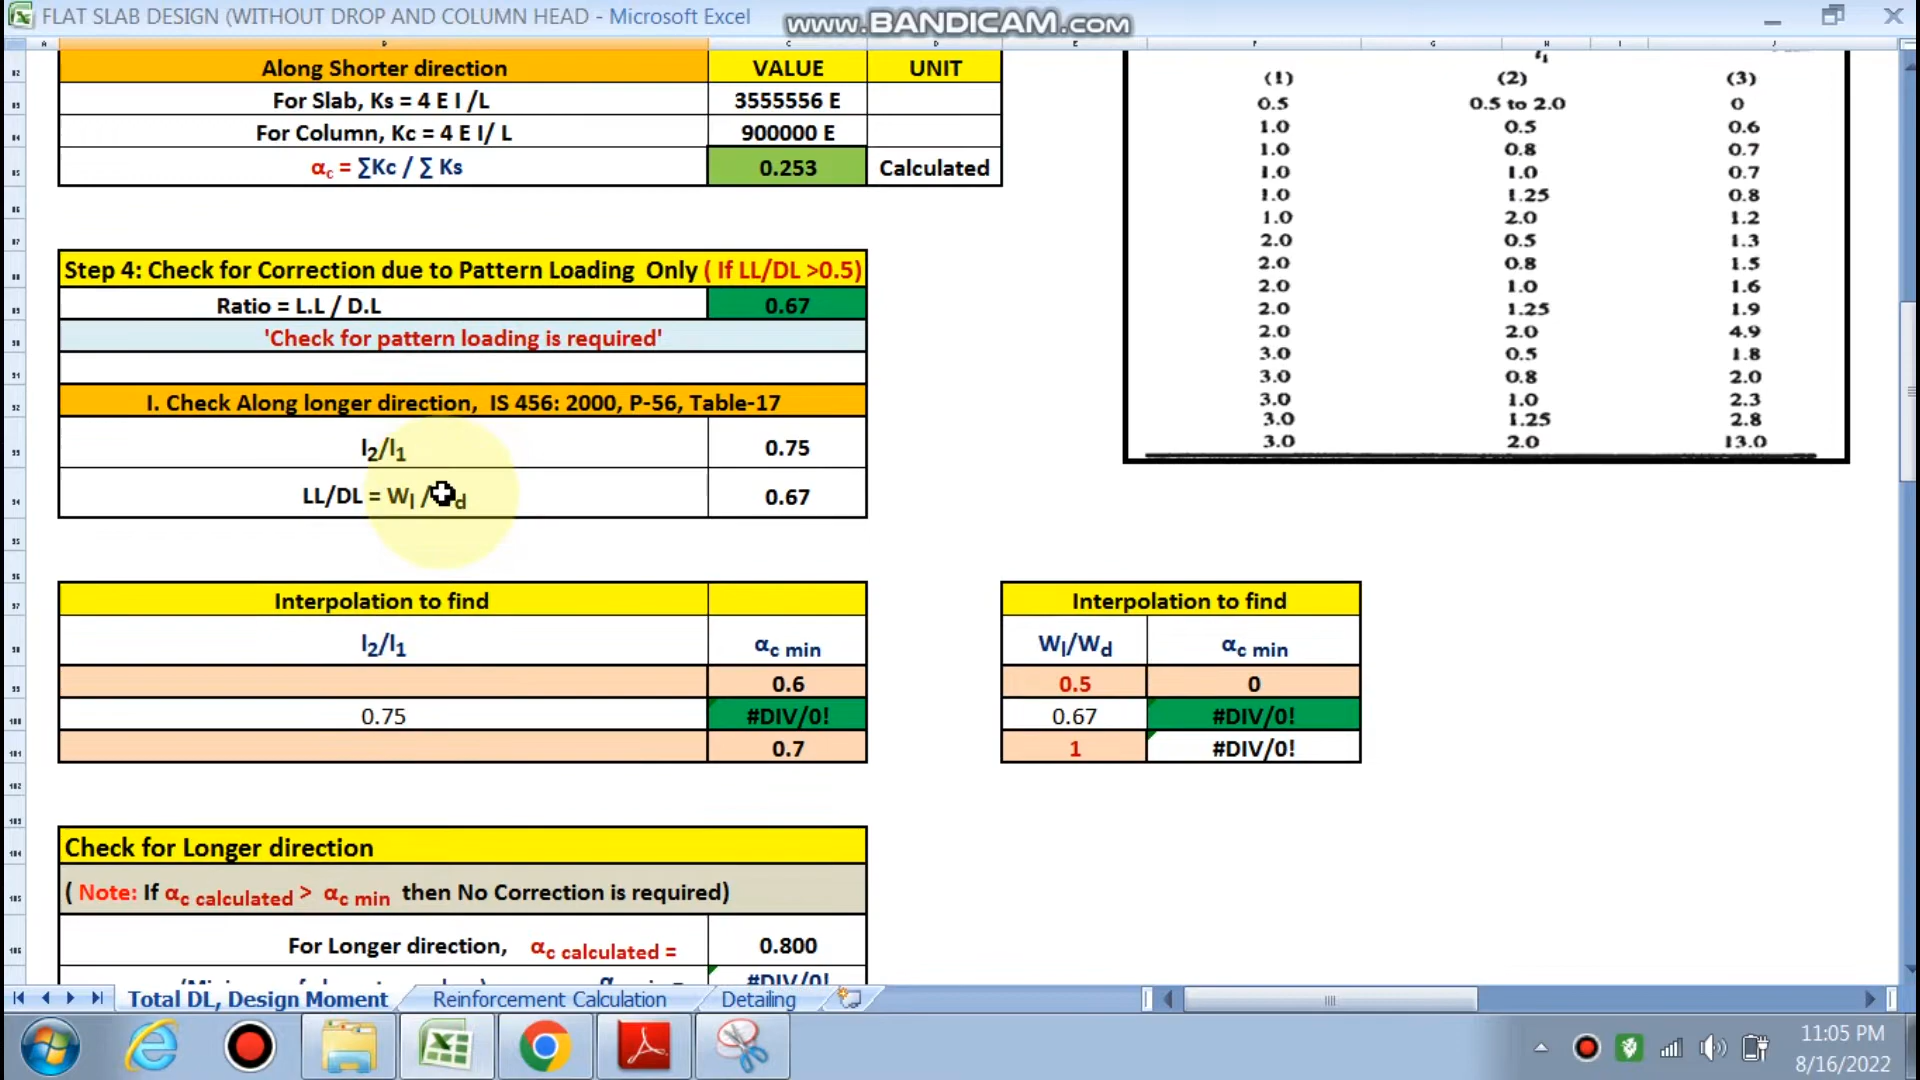 FLAT SLAB DESIGN (WITHOUT DROP AND COLUMN HEAD - Microsoft Excel
www.BANDICAM.com
A B C D E F G H I J
Along Shorter direction VALUE UNIT
For Slab, Ks = 4 E I /L 3555556 E
For Column, Kc = 4 E I/ L 900000 E
αc = ∑Kc / ∑ Ks 0.253 Calculated
l1
(1) (2) (3)
0.5 0.5 to 2.0 0
1.0 0.5 0.6
1.0 0.8 0.7
1.0 1.0 0.7
1.0 1.25 0.8
1.0 2.0 1.2
2.0 0.5 1.3
2.0 0.8 1.5
2.0 1.0 1.6
2.0 1.25 1.9
2.0 2.0 4.9
3.0 0.5 1.8
3.0 0.8 2.0
3.0 1.0 2.3
3.0 1.25 2.8
3.0 2.0 13.0
Step 4: Check for Correction due to Pattern Loading Only ( If LL/DL >0.5)
Ratio = L.L / D.L 0.67
'Check for pattern loading is required'
I. Check Along longer direction, IS 456: 2000, P-56, Table-17
l2/l1 0.75
LL/DL = Wl / d 0.67
Interpolation to find
l2/l1 αc min
0.6
0.75 #DIV/0!
0.7
Interpolation to find
Wl/Wd αc min
0.5 0
0.67 #DIV/0!
1 #DIV/0!
Check for Longer direction
( Note: If αc calculated > αc min then No Correction is required)
For Longer direction, αc calculated = 0.800
#DIV/0!
Total DL, Design Moment Reinforcement Calculation Detailing
11:05 PM
8/16/2022